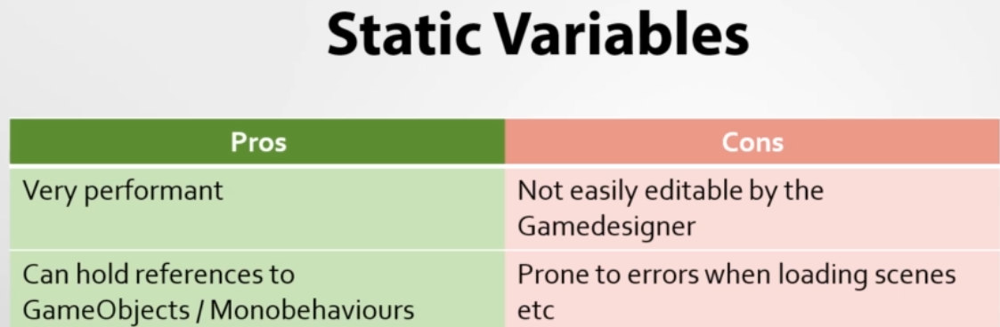 Static Variables
Pros
Cons
Very performant
Not easily editable by the
Gamedesigner
Can hold references to
GameObjects / Monobehaviours
Prone to errors when loading scenes
etc